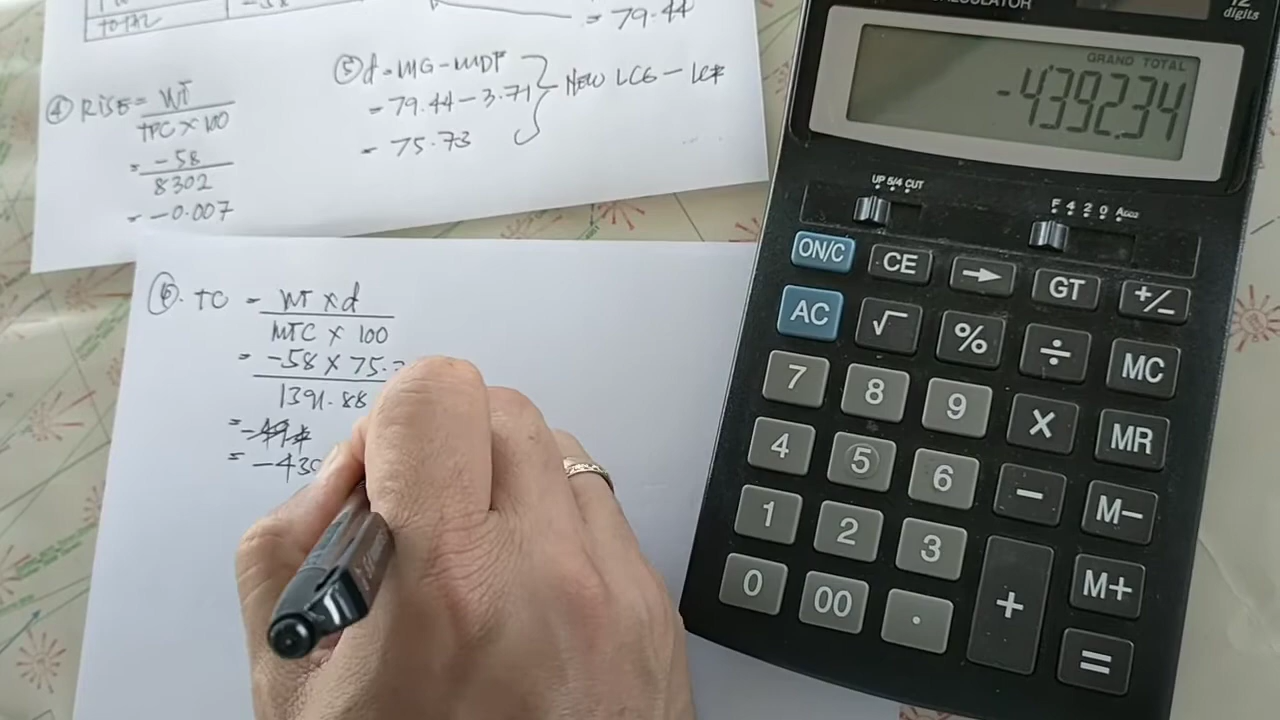 TOTAL -58
= 79.44
④ RISE = WT
TPC X 100
= -58
8302
= -0.007
⑤ d = MG - MDF
= 79.44 - 3.71
= 75.73
NEW LCG - LCF
⑥. TC = WT x d
MTC X 100
= -58 X 75.
1391.88
= -439
CALCULATOR
12
digits
GRAND TOTAL
-4392.34
UP 5/4 CUT
F 4 2 0 ADD2
ON/C CE → GT +/-
AC √ % ÷ MC
7 8 9 X MR
4 5 6 - M-
1 2 3 + M+
0 00 . =